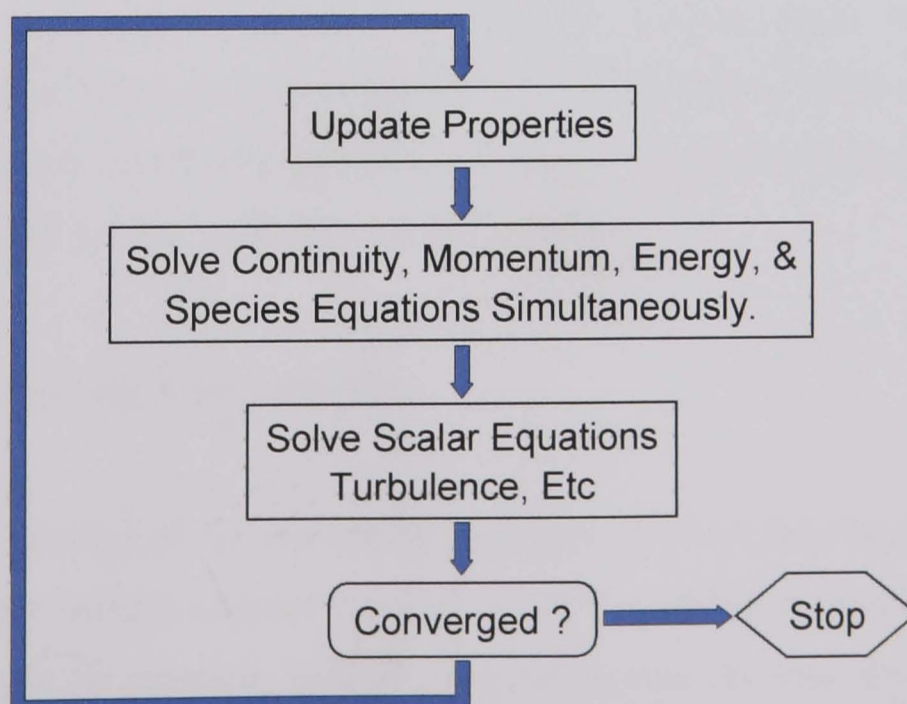 Update Properties
Solve Continuity, Momentum, Energy, &
Species Equations Simultaneously.
Solve Scalar Equations
Turbulence, Etc
Converged ?
Stop